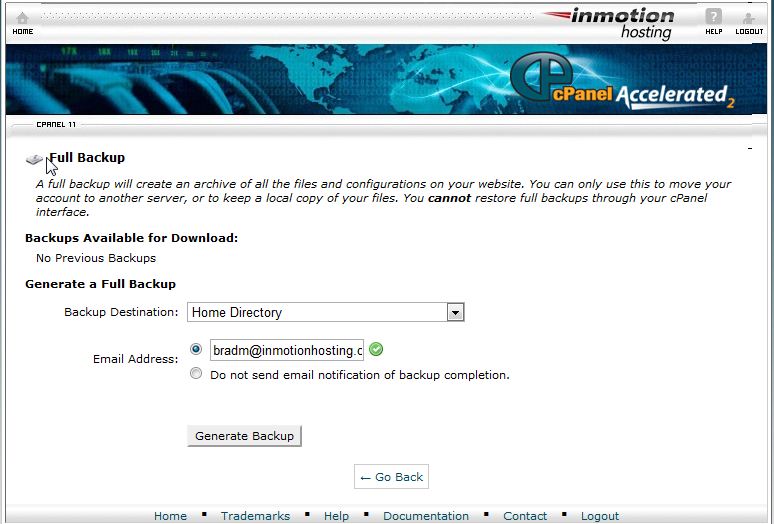 inmotion
hosting
HOME
HELP
LOGOUT
cPanel Accelerated2
CPANEL 11
Full Backup
A full backup will create an archive of all the files and configurations on your website. You can only use this to move your
account to another server, or to keep a local copy of your files. You cannot restore full backups through your cPanel
interface.
Backups Available for Download:
No Previous Backups
Generate a Full Backup
Backup Destination: Home Directory
Email Address: bradm@inmotionhosting.c
Do not send email notification of backup completion.
Generate Backup
← Go Back
Home ▪ Trademarks ▪ Help ▪ Documentation ▪ Contact ▪ Logout